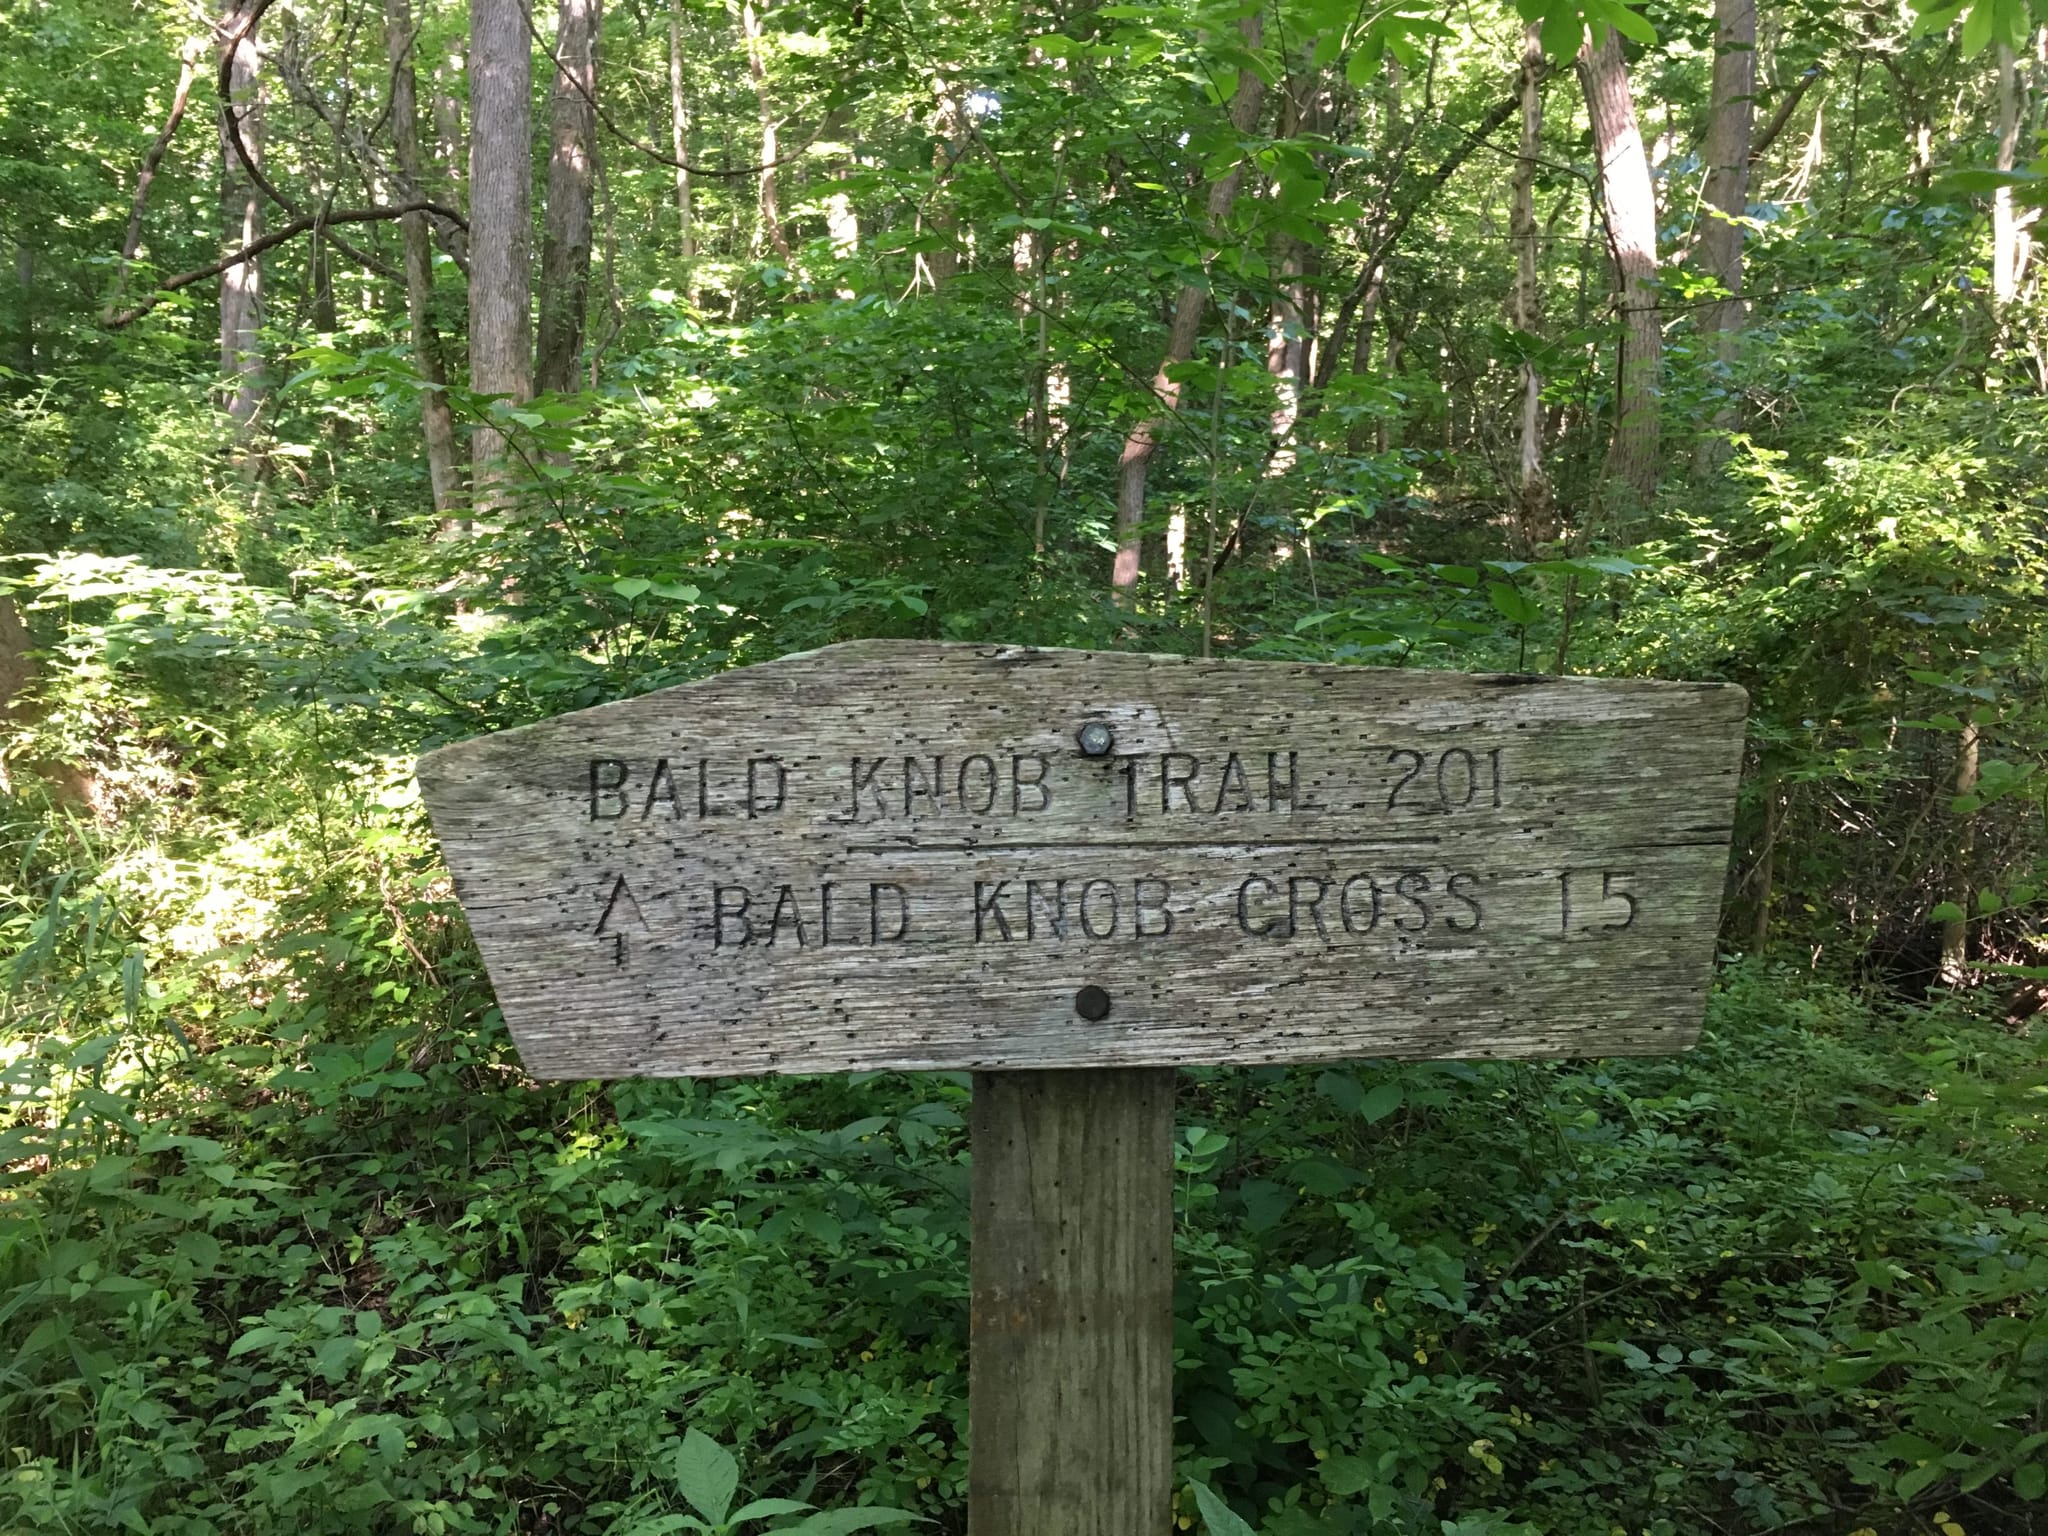 BALD KNOB TRAIL 201
↑ BALD KNOB CROSS 1.5